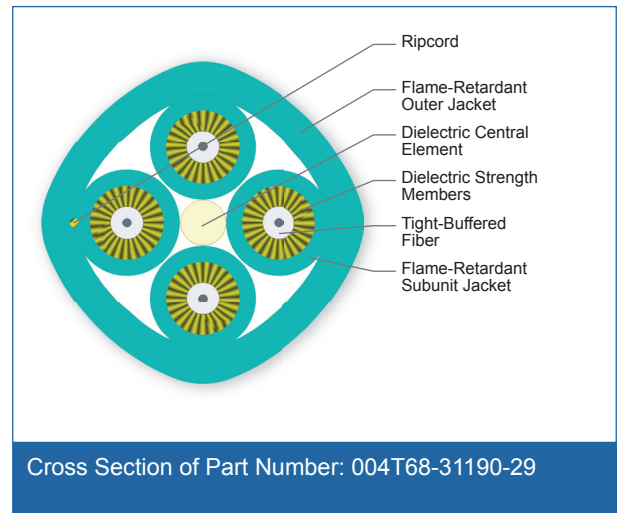 Ripcord
Flame-Retardant
Outer Jacket
Dielectric Central
Element
Dielectric Strength
Members
Tight-Buffered
Fiber
Flame-Retardant
Subunit Jacket
Cross Section of Part Number: 004T68-31190-29